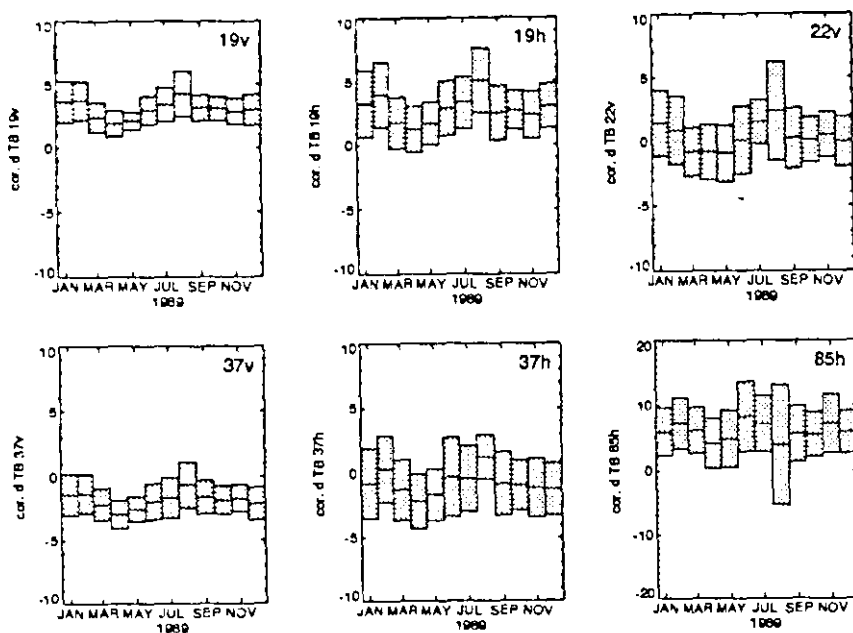 19v
10
5
0
-5
-10
cor. d TB 19v
JAN MAR MAY JUL SEP NOV
1989
19h
10
5
0
-5
-10
cor. d TB 19h
JAN MAR MAY JUL SEP NOV
1989
22v
10
5
0
-5
-10
cor. d TB 22v
JAN MAR MAY JUL SEP NOV
1989
37v
10
5
0
-5
-10
cor. d TB 37v
JAN MAR MAY JUL SEP NOV
1989
37h
10
5
0
-5
-10
cor. d TB 37h
JAN MAR MAY JUL SEP NOV
1989
85h
20
10
0
-10
-20
cor. d TB 85h
JAN MAR MAY JUL SEP NOV
1989